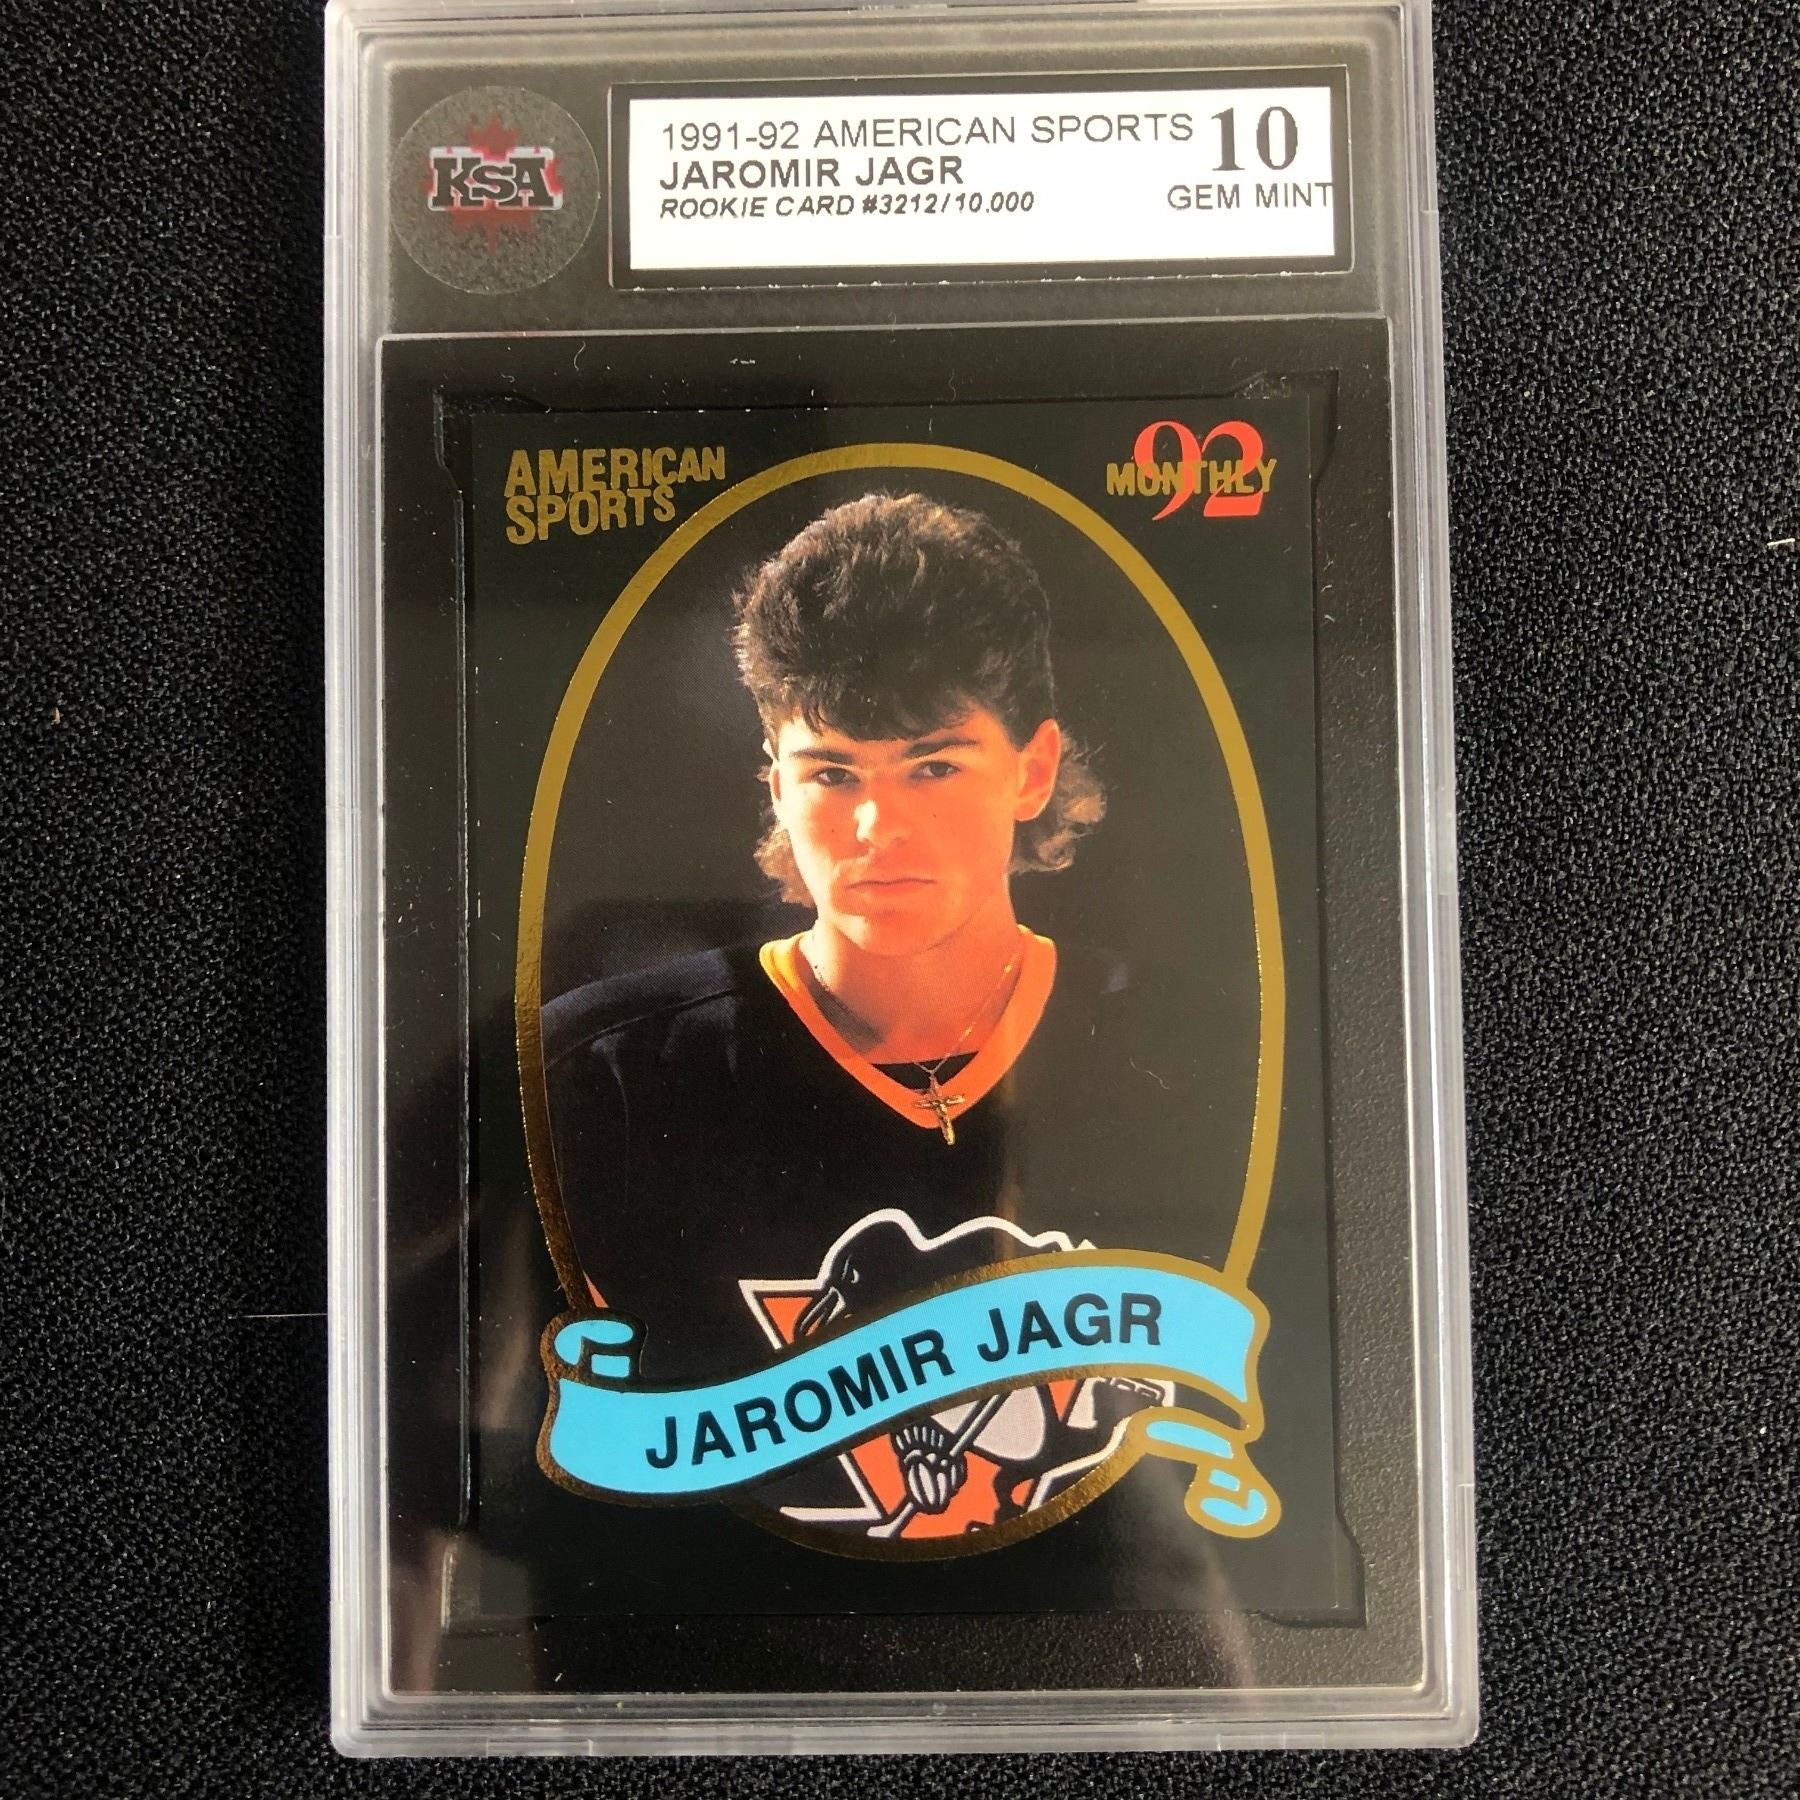 KSA
1991-92 AMERICAN SPORTS
10
JAROMIR JAGR
ROOKIE CARD #3212/10.000
GEM MINT
AMERICAN
SPORTS
92
MONTHLY
JAROMIR JAGR